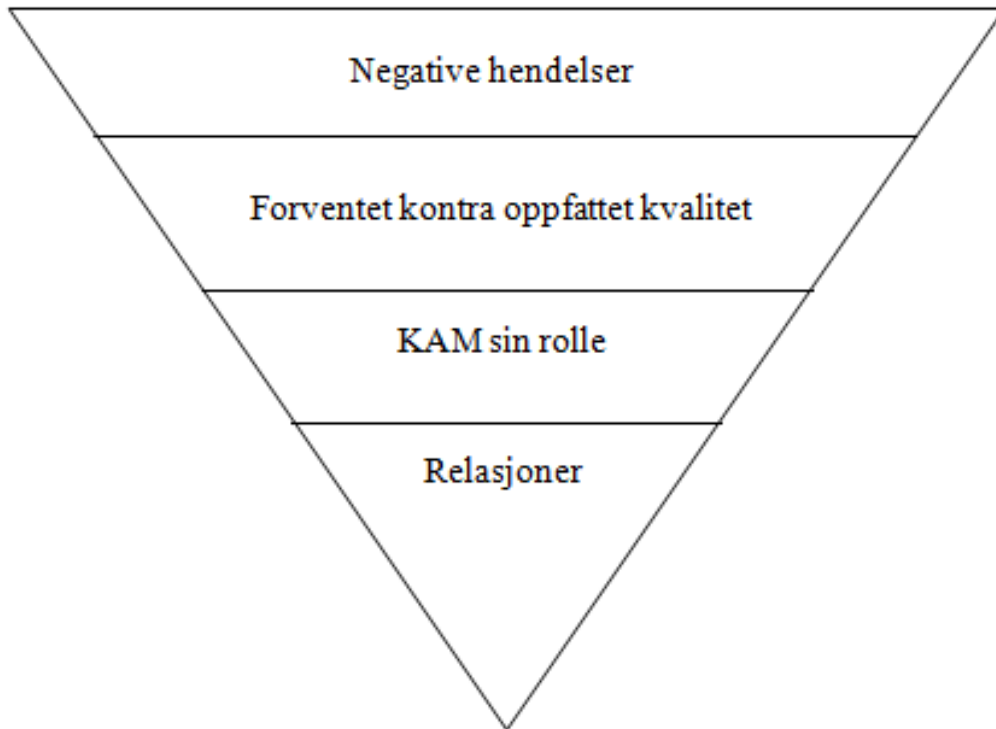 Negative hendelser
Forventet kontra oppfattet kvalitet
KAM sin rolle
Relasjoner